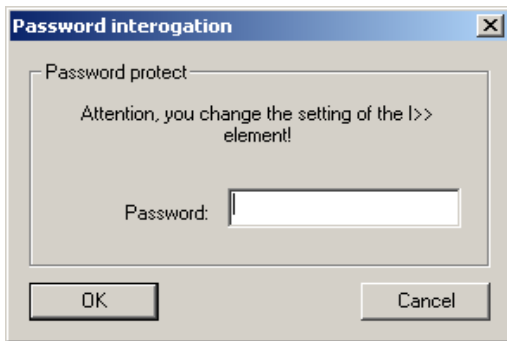 Password interogation
Password protect
Attention, you change the setting of the I>>
element!
Password:
OK
Cancel